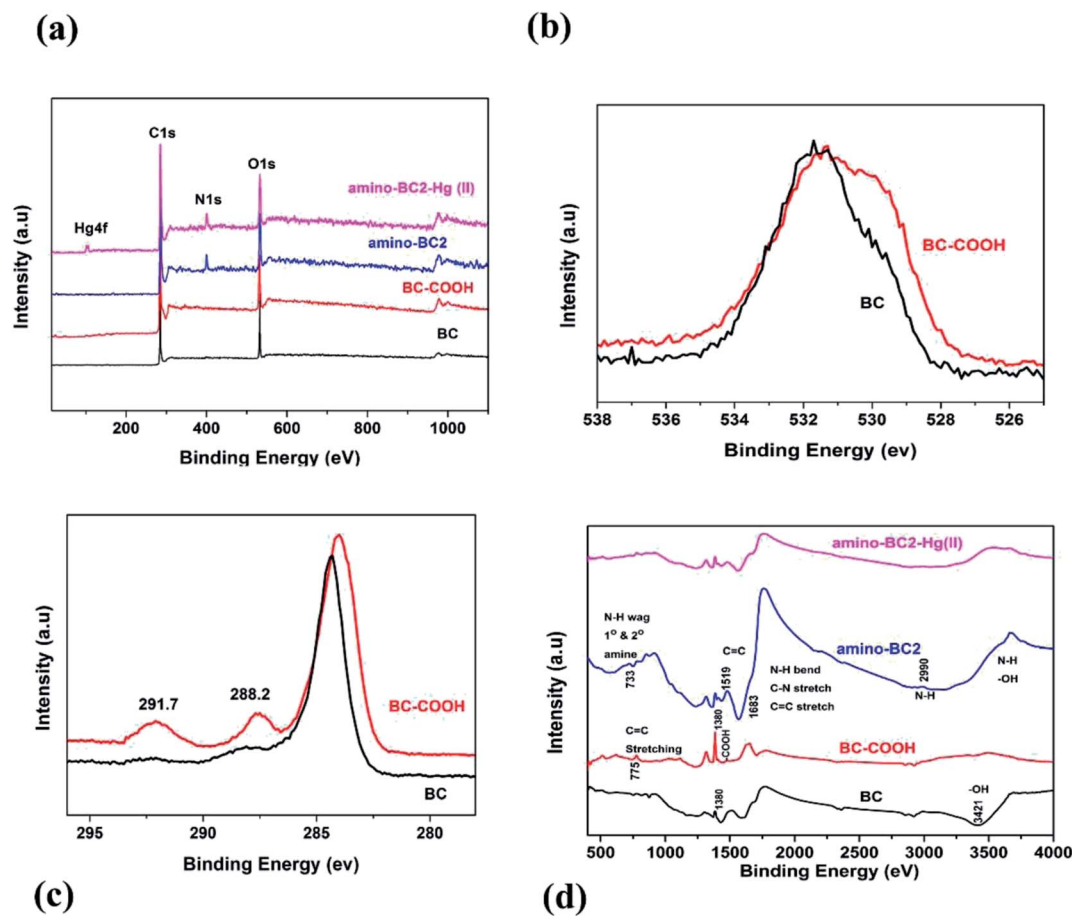 (a)
C1s
O1s
N1s
amino-BC2-Hg (II)
Hg4f
amino-BC2
BC-COOH
BC
Intensity (a.u)
200
400
600
800
1000
Binding Energy (eV)
(b)
BC-COOH
BC
Intensity (a.u)
538
536
534
532
530
528
526
Binding Energy (ev)
291.7
288.2
BC-COOH
BC
Intensity (a.u)
295
290
285
280
Binding Energy (ev)
(c)
amino-BC2-Hg(II)
N-H wag
1° & 2°
amine
733
C=C
1519
amino-BC2
N-H bend
C-N stretch
C=C stretch
1683
2990
N-H
N-H
-OH
1380
-COOH
C=C
Stretching
775
BC-COOH
1380
BC
-OH
3421
Intensity (a.u)
500
1000
1500
2000
2500
3000
3500
4000
Binding Energy (eV)
(d)